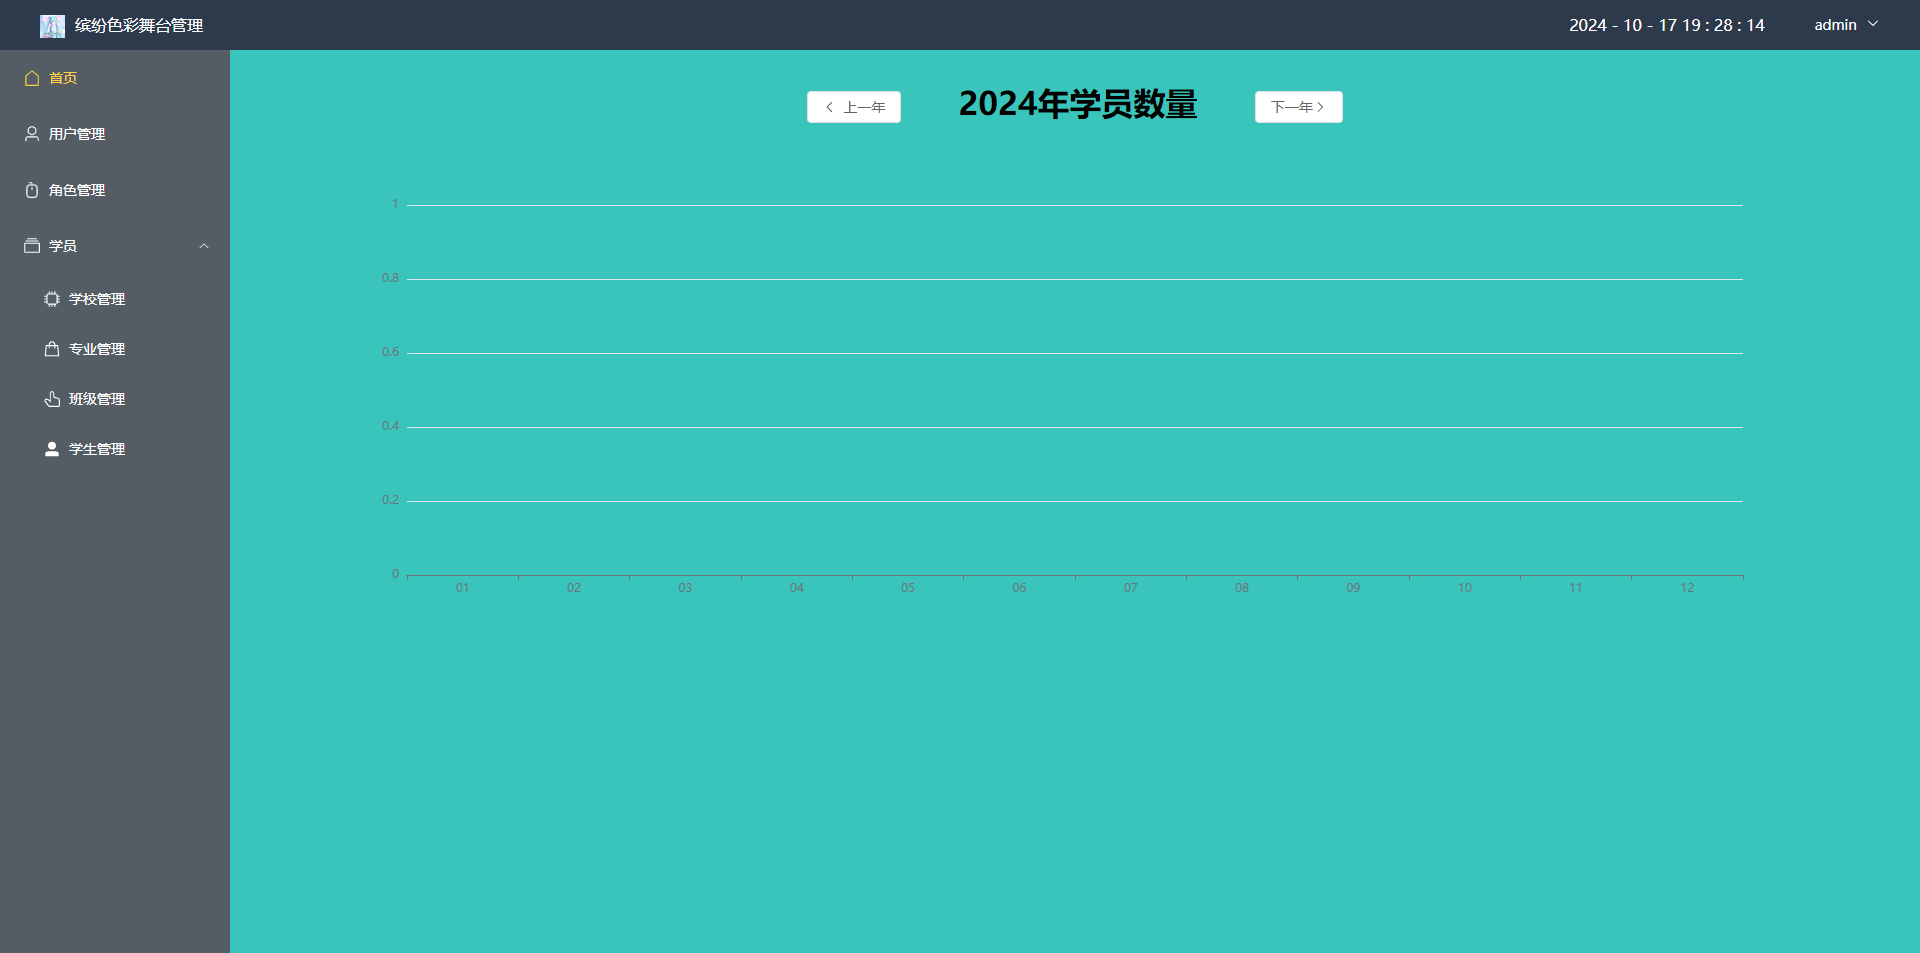 缤纷色彩舞台管理
2024 - 10 - 17 19 : 28 : 14
admin
首页
用户管理
角色管理
学员
学校管理
专业管理
班级管理
学生管理
上一年
2024年学员数量
下一年
1
0.8
0.6
0.4
0.2
0
01 02 03 04 05 06 07 08 09 10 11 12